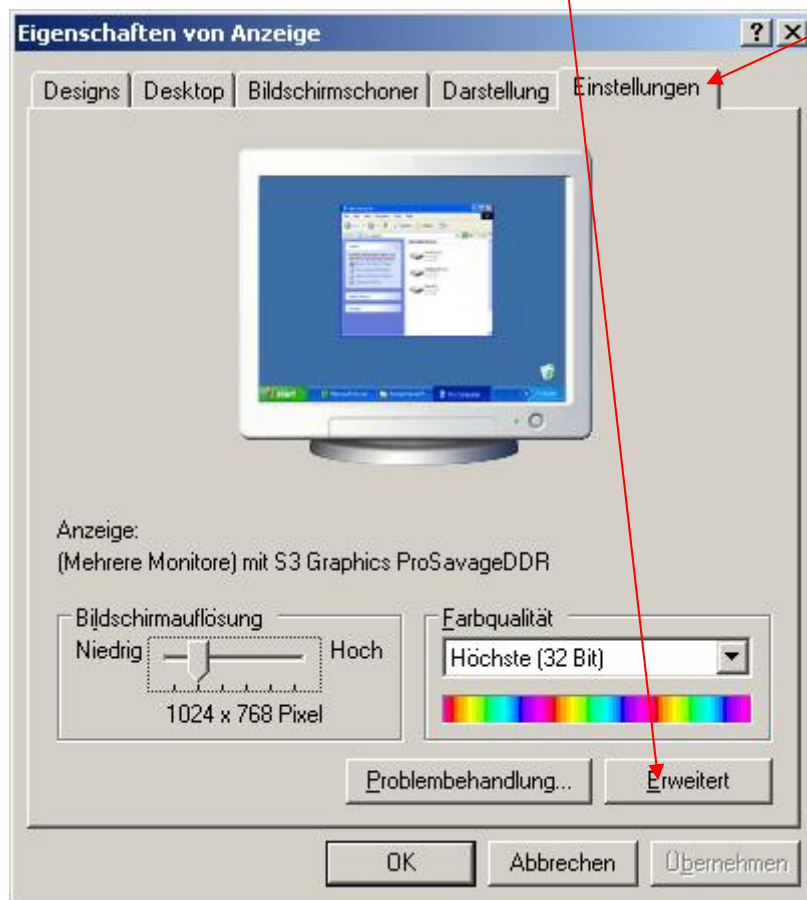 Eigenschaften von Anzeige
Designs Desktop Bildschirmschoner Darstellung Einstellungen
Anzeige:
(Mehrere Monitore) mit S3 Graphics ProSavageDDR
Bildschirmauflösung
Niedrig Hoch
1024 x 768 Pixel
Farbqualität
Höchste (32 Bit)
Problembehandlung... Erweitert
OK Abbrechen Übernehmen